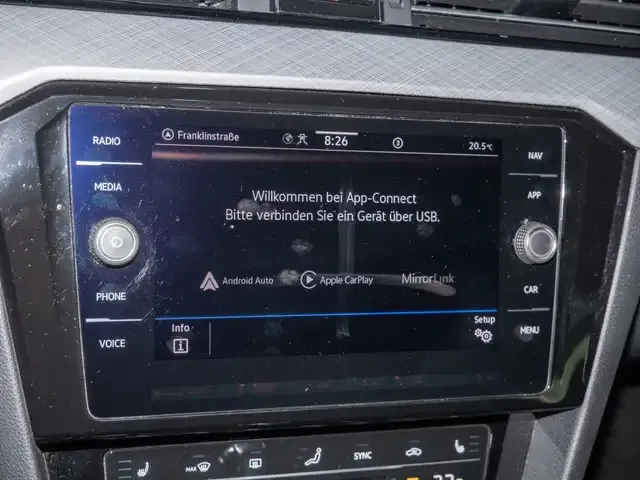 RADIO
MEDIA
PHONE
VOICE
Franklinstraße
8:26
3
20.5°C
Willkommen bei App-Connect
Bitte verbinden Sie ein Gerät über USB.
Android Auto
Apple CarPlay
MirrorLink
Info
Setup
NAV
APP
CAR
MENU
MAX
SYNC